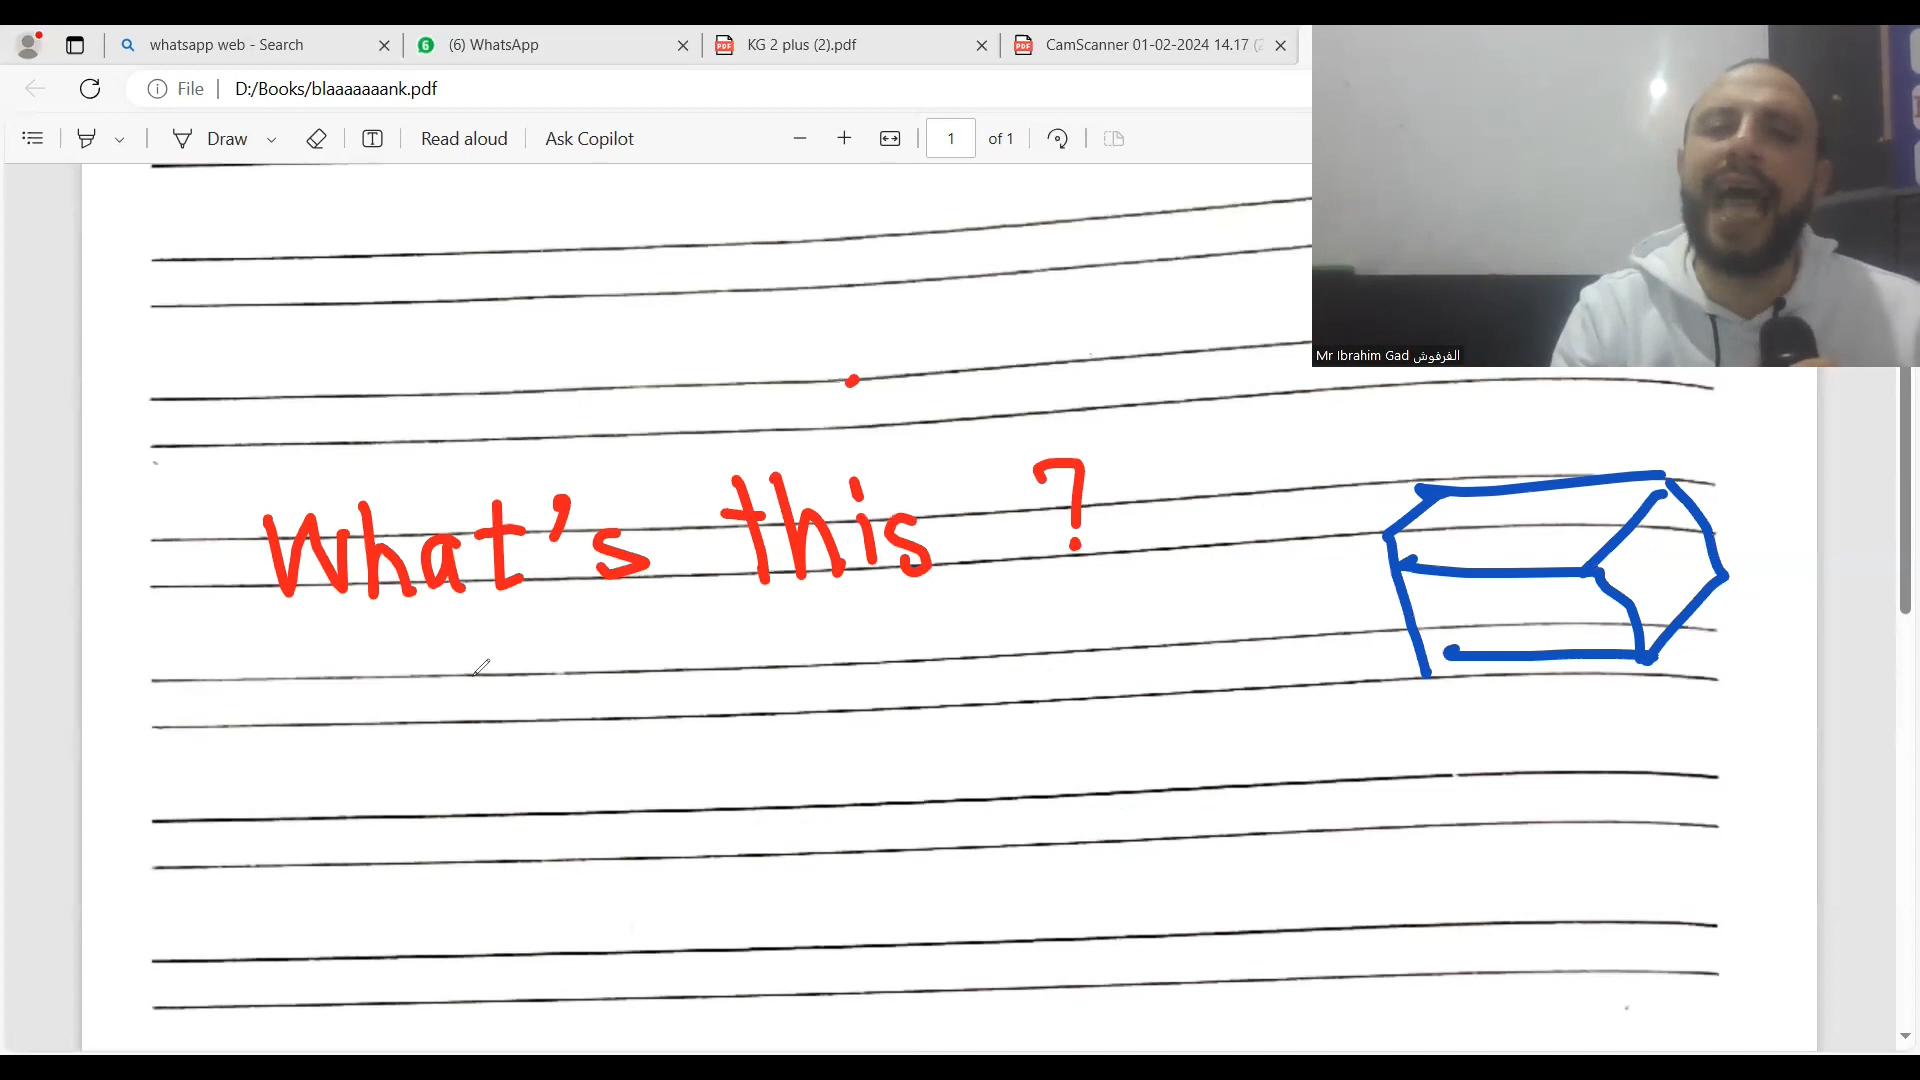 whatsapp web - Search
(6) WhatsApp
KG 2 plus (2).pdf
CamScanner 01-02-2024 14.17 (2
File
D:/Books/blaaaaaaank.pdf
Draw
Read aloud
Ask Copilot
1 of 1
Mr Ibrahim Gad الفرفوش
What's this ?